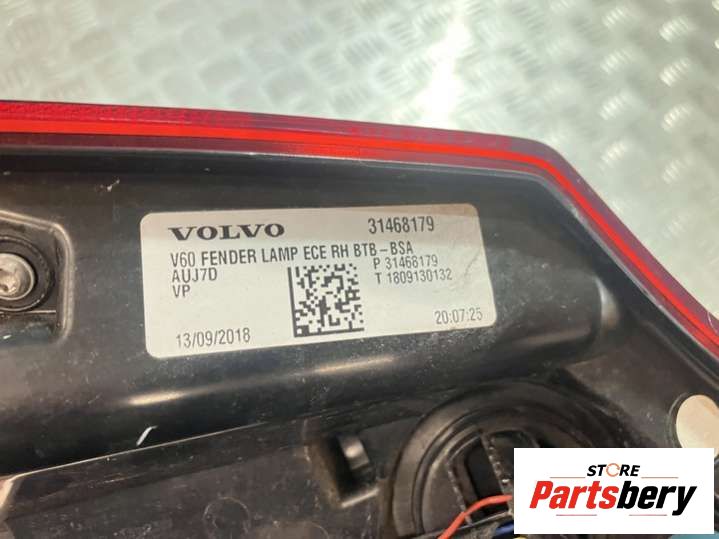 VOLVO 31468179
V60 FENDER LAMP ECE RH BTB-BSA
AUJ7D P 31468179
VP T 1809130132
13/09/2018 20:07:25
STORE
Partsbery